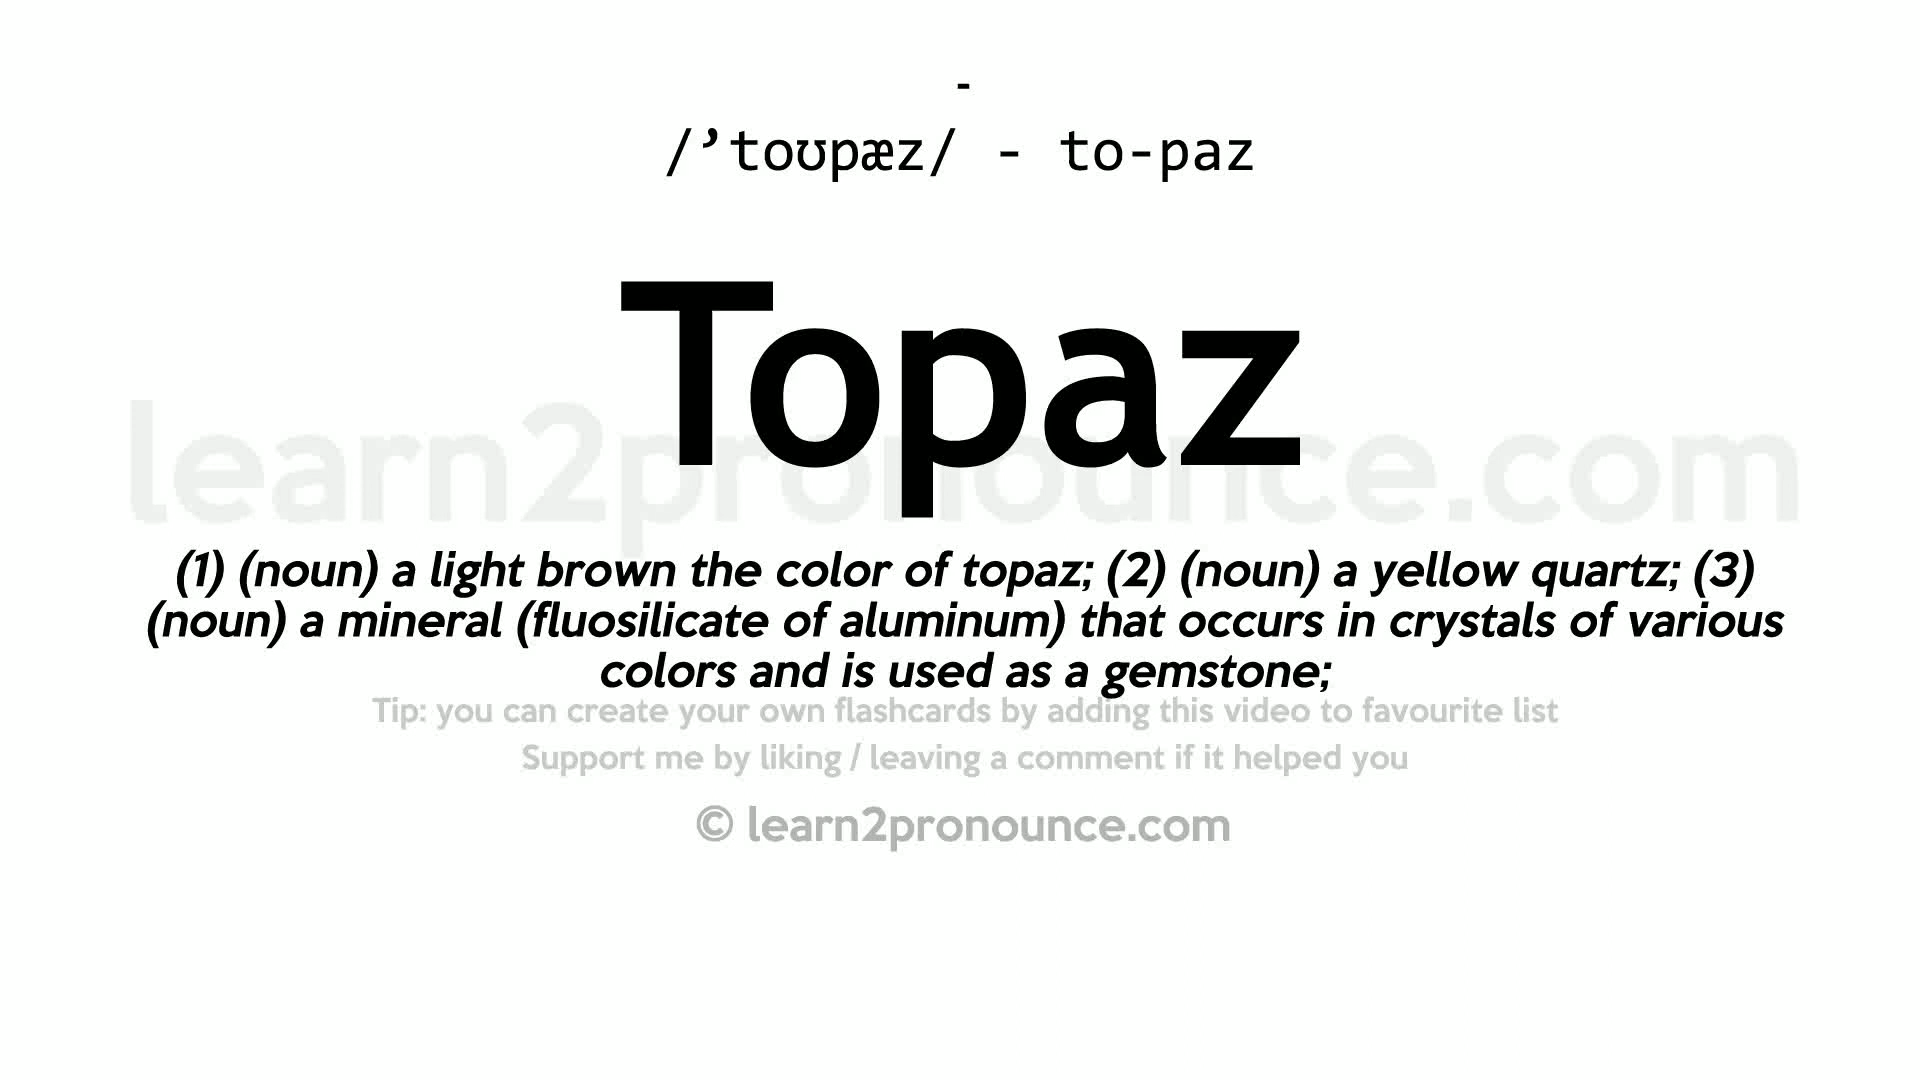 -
/’toʊpæz/ - to-paz
Topaz
learn2pronounce.com
(1) (noun) a light brown the color of topaz; (2) (noun) a yellow quartz; (3)
(noun) a mineral (fluosilicate of aluminum) that occurs in crystals of various
colors and is used as a gemstone;
Tip: you can create your own flashcards by adding this video to favourite list
Support me by liking / leaving a comment if it helped you
© learn2pronounce.com